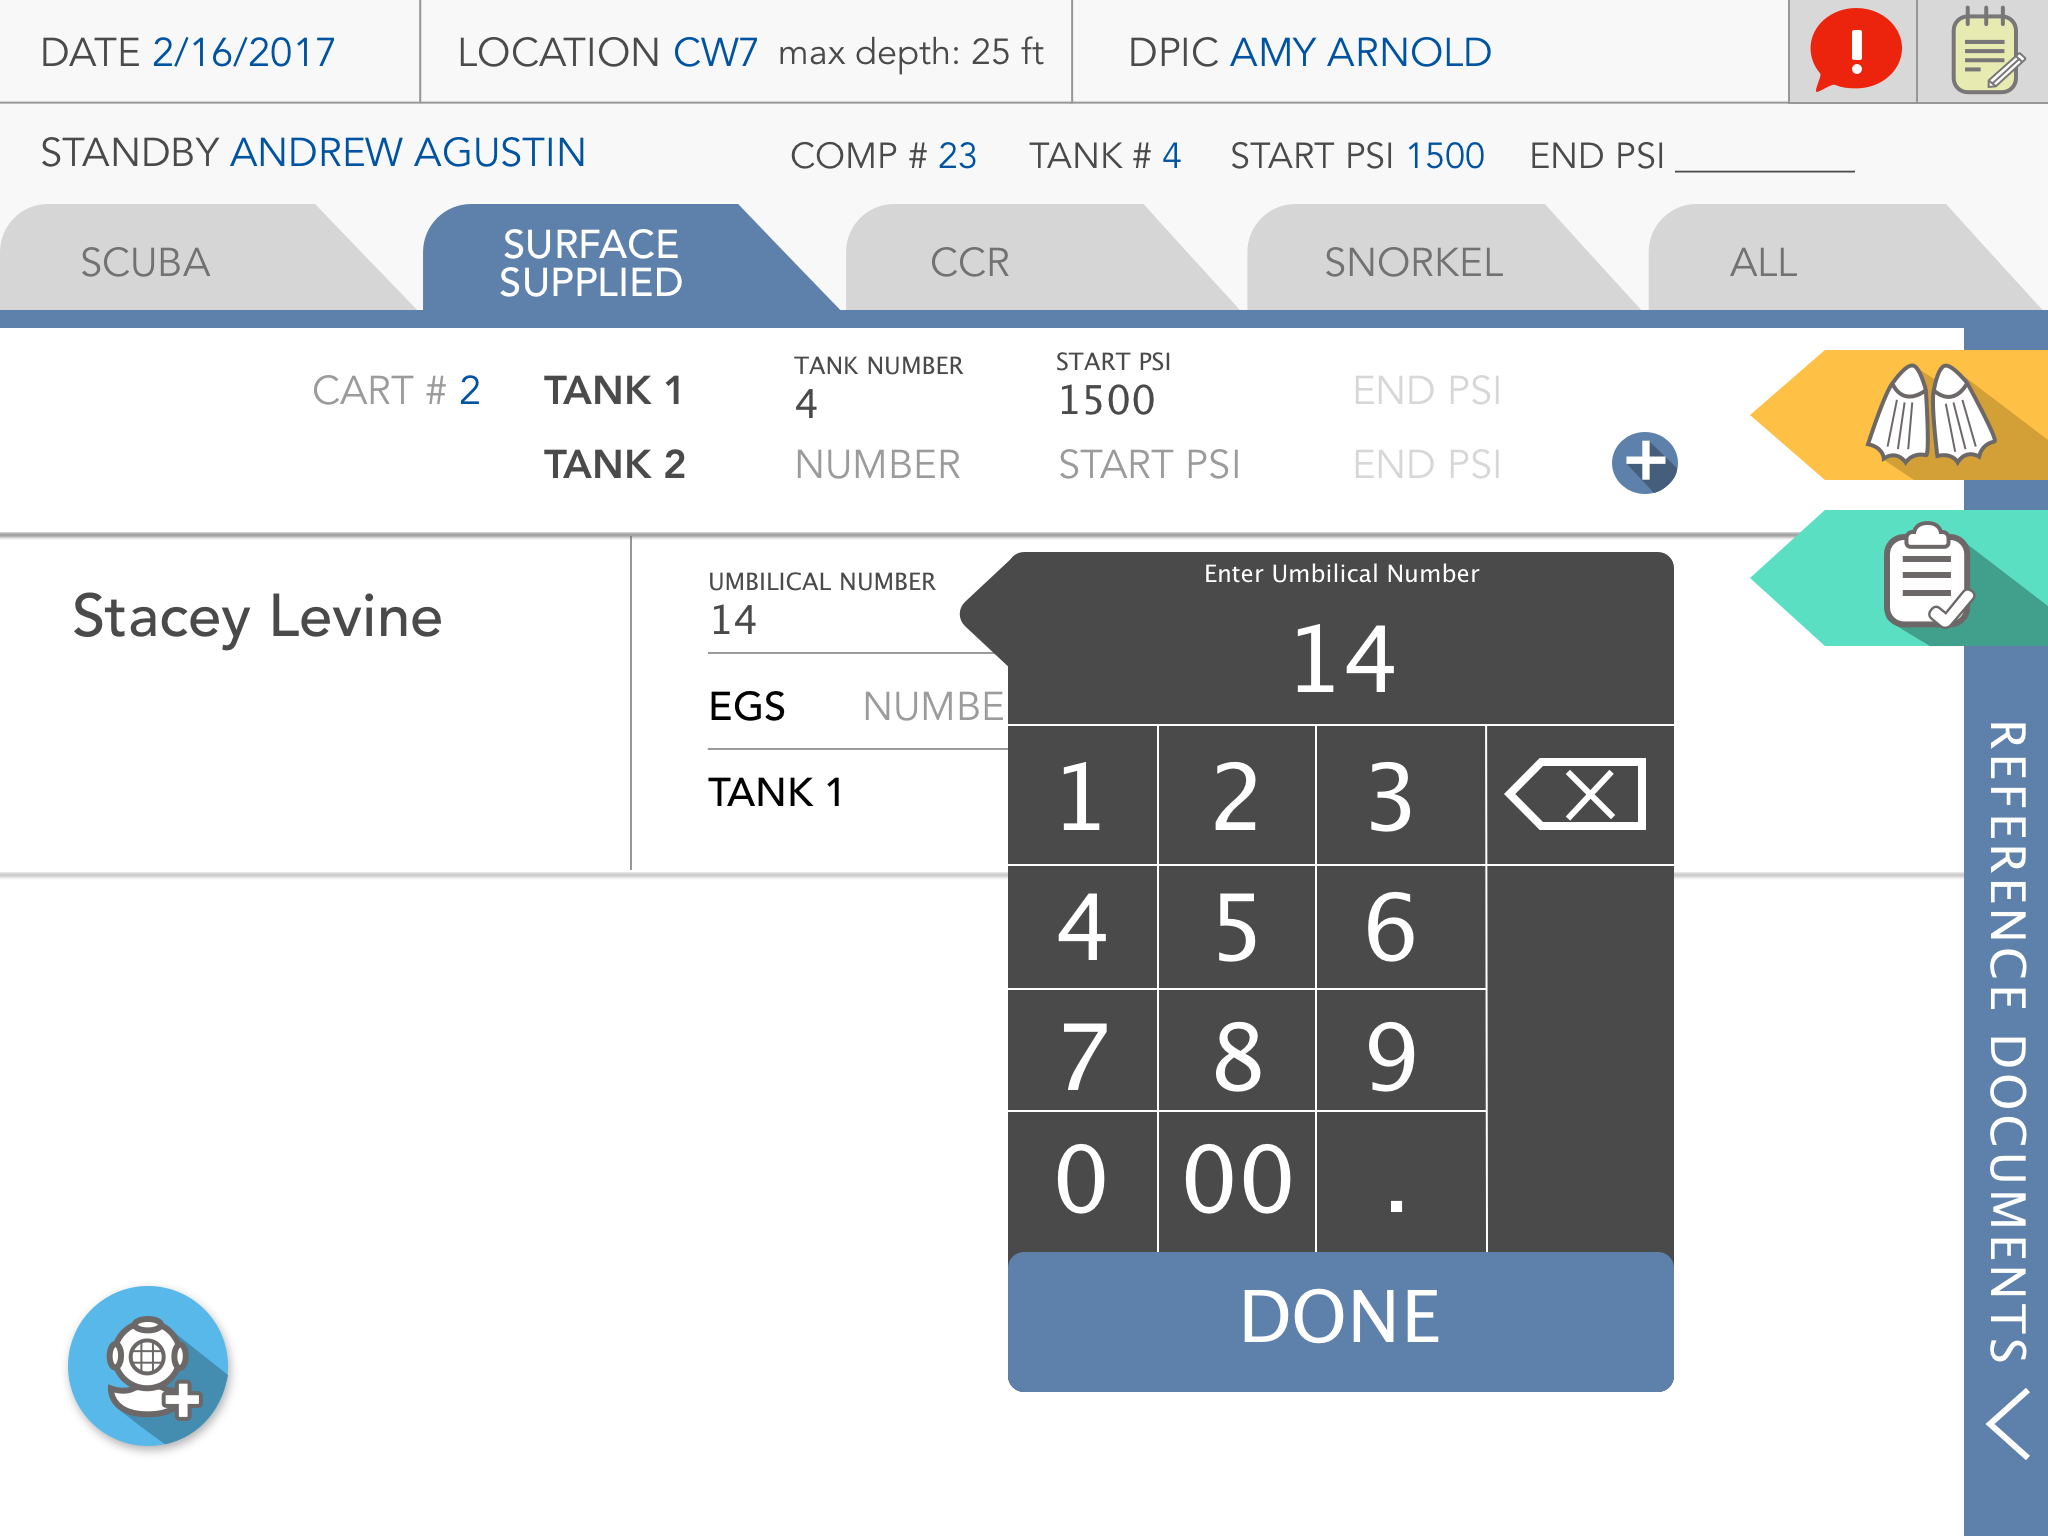 DATE 2/16/2017
LOCATION CW7 max depth: 25 ft
DPIC AMY ARNOLD
STANDBY ANDREW AGUSTIN
COMP # 23
TANK # 4
START PSI 1500
END PSI
SCUBA
SURFACE
SUPPLIED
CCR
SNORKEL
ALL
CART # 2
TANK 1
TANK NUMBER
4
START PSI
1500
END PSI
TANK 2
NUMBER
START PSI
END PSI
Stacey Levine
UMBILICAL NUMBER
14
EGS
NUMBE
TANK 1
Enter Umbilical Number
14
1 2 3
4 5 6
7 8 9
0 00 .
DONE
REFERENCE DOCUMENTS